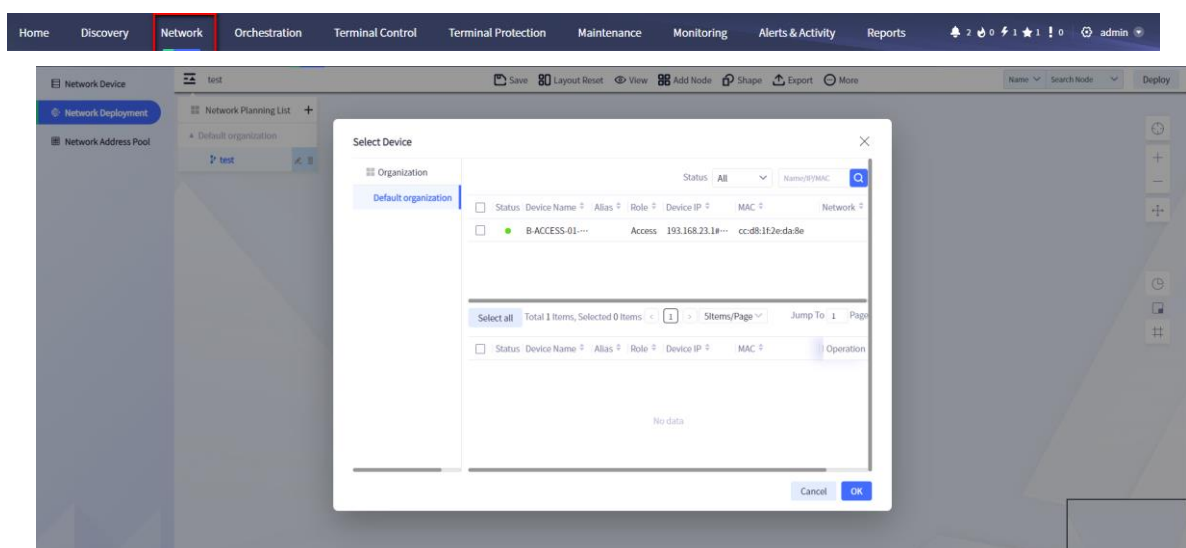 Home Discovery Network Orchestration Terminal Control Terminal Protection Maintenance Monitoring Alerts & Activity Reports 2 0 1 1 0 admin
Network Device test Save Layout Reset View Add Node Shape Export More Name Search Node Deploy
Network Deployment Network Planning List +
Network Address Pool Default organization
test
Select Device
Organization Status All Name/IP/MAC
Default organization
Status Device Name Alias Role Device IP MAC Network
B-ACCESS-01-··· Access 193.168.23.1#··· cc:d8:1f:2e:da:8e
Select all Total 1 Items, Selected 0 Items < 1 > 5Items/Page Jump To 1 Page
Status Device Name Alias Role Device IP MAC Operation
No data
Cancel OK